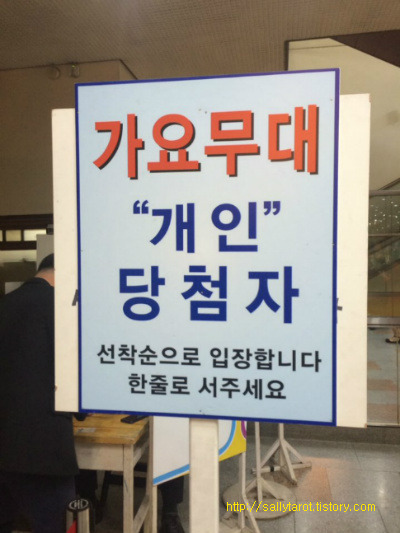 가요무대
“개인”
당첨자
선착순으로 입장합니다
한줄로 서주세요
http://sallytarot.tistory.com